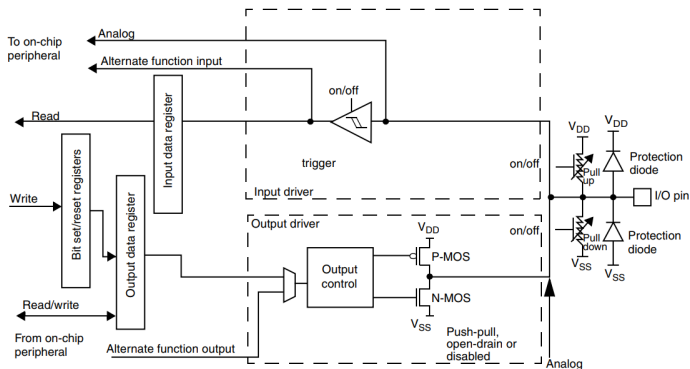 To on-chip
peripheral
Analog
Alternate function input
on/off
Read
Input data register
trigger
on/off
Input driver
VDD
VDD
Pull
up
Protection
diode
I/O pin
Write
Bit set/reset registers
Output data register
Output driver
VDD
on/off
Pull
down
Protection
diode
VSS
VSS
Output
control
P-MOS
N-MOS
VSS
Read/write
From on-chip
peripheral
Alternate function output
Push-pull,
open-drain or
disabled
Analog